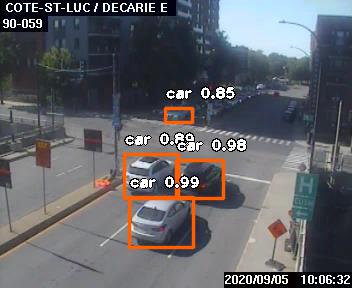 COTE-ST-LUC / DECARIE E
90-059
car 0.85
car 0.89
car 0.98
car 0.99
H
CUSM
2020/09/05 10:06:32